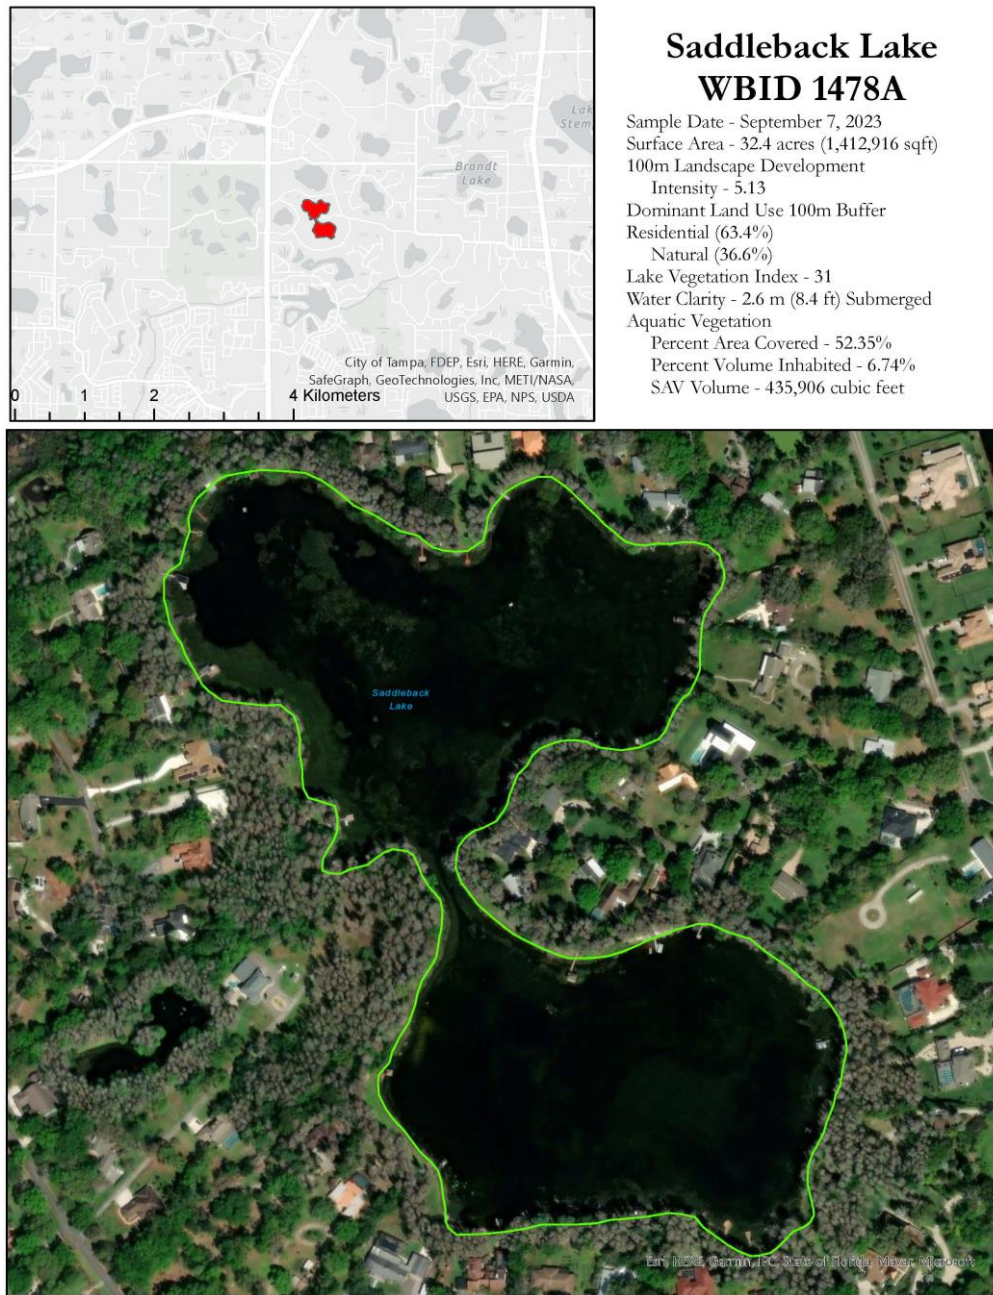 Saddleback Lake
WBID 1478A
Sample Date - September 7, 2023
Surface Area - 32.4 acres (1,412,916 sqft)
100m Landscape Development
Intensity - 5.13
Dominant Land Use 100m Buffer
Residential (63.4%)
Natural (36.6%)
Lake Vegetation Index - 31
Water Clarity - 2.6 m (8.4 ft) Submerged
Aquatic Vegetation
Percent Area Covered - 52.35%
Percent Volume Inhabited - 6.74%
SAV Volume - 435,906 cubic feet
Lak
Stem
Brandt
Lake
City of Tampa, FDEP, Esri, HERE, Garmin,
SafeGraph, GeoTechnologies, Inc, METI/NASA,
USGS, EPA, NPS, USDA
0 1 2 4 Kilometers
Saddleback
Lake
Esri, HERE, Garmin, iPC, State of Florida, Maxar, Microsoft